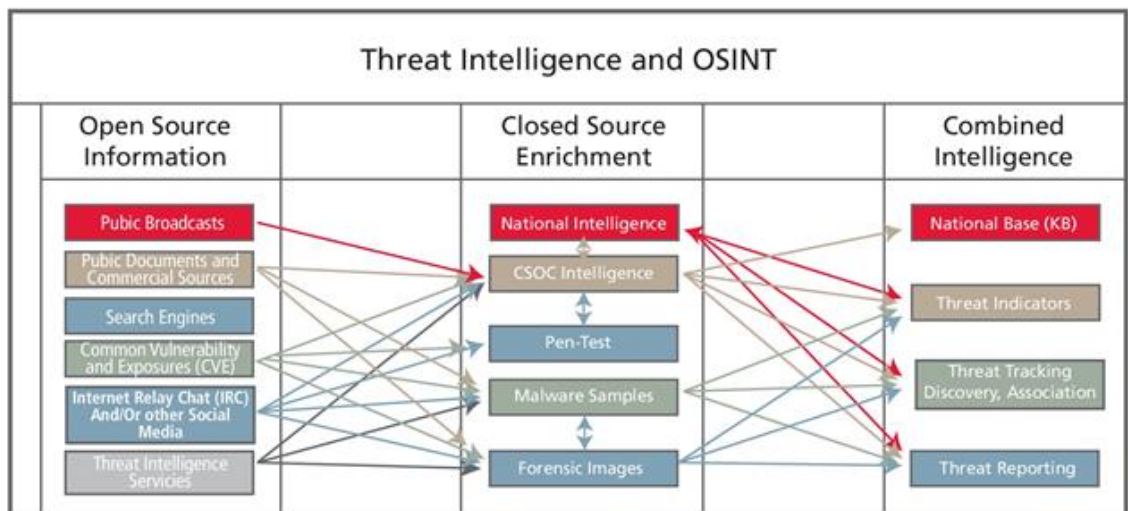 Threat Intelligence and OSINT
Open Source
Information
Closed Source
Enrichment
Combined
Intelligence
Pubic Broadcasts
Pubic Documents and
Commercial Sources
Search Engines
Common Vulnerability
and Exposures (CVE)
Internet Relay Chat (IRC)
And/Or other Social
Media
Threat Intelligence
Servicies
National Intelligence
CSOC Intelligence
Pen-Test
Malware Samples
Forensic Images
National Base (KB)
Threat Indicators
Threat Tracking
Discovery, Association
Threat Reporting